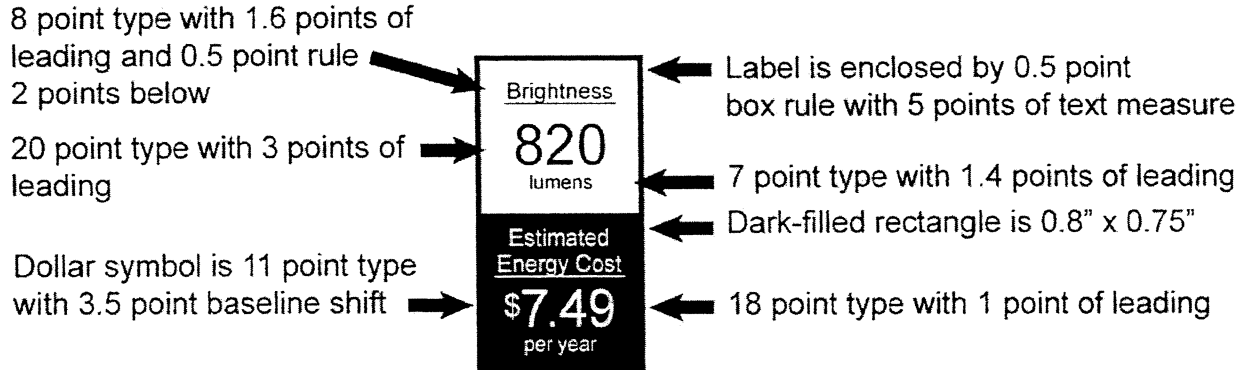 8 point type with 1.6 points of
leading and 0.5 point rule
2 points below
20 point type with 3 points of
leading
Dollar symbol is 11 point type
with 3.5 point baseline shift
Brightness
820
lumens
Estimated
Energy Cost
$7.49
per year
Label is enclosed by 0.5 point
box rule with 5 points of text measure
7 point type with 1.4 points of leading
Dark-filled rectangle is 0.8” x 0.75”
18 point type with 1 point of leading